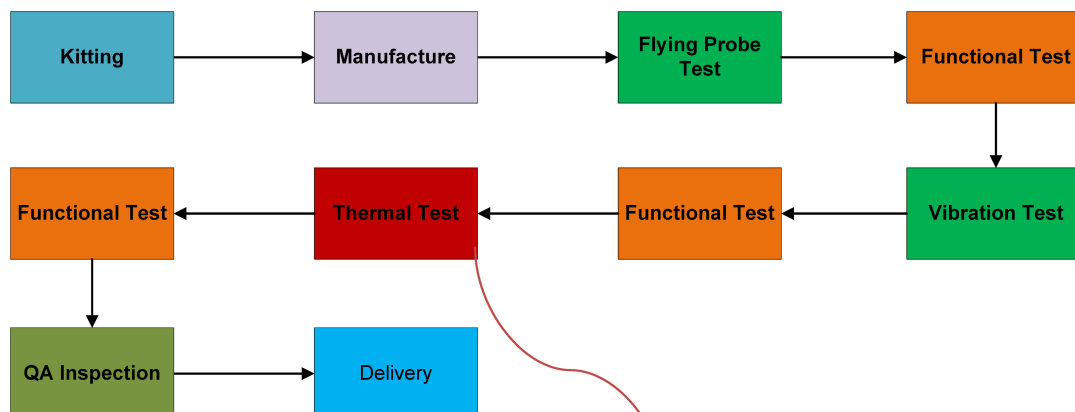 Kitting
Manufacture
Flying Probe
Test
Functional Test
Functional Test
Thermal Test
Functional Test
Vibration Test
QA Inspection
Delivery